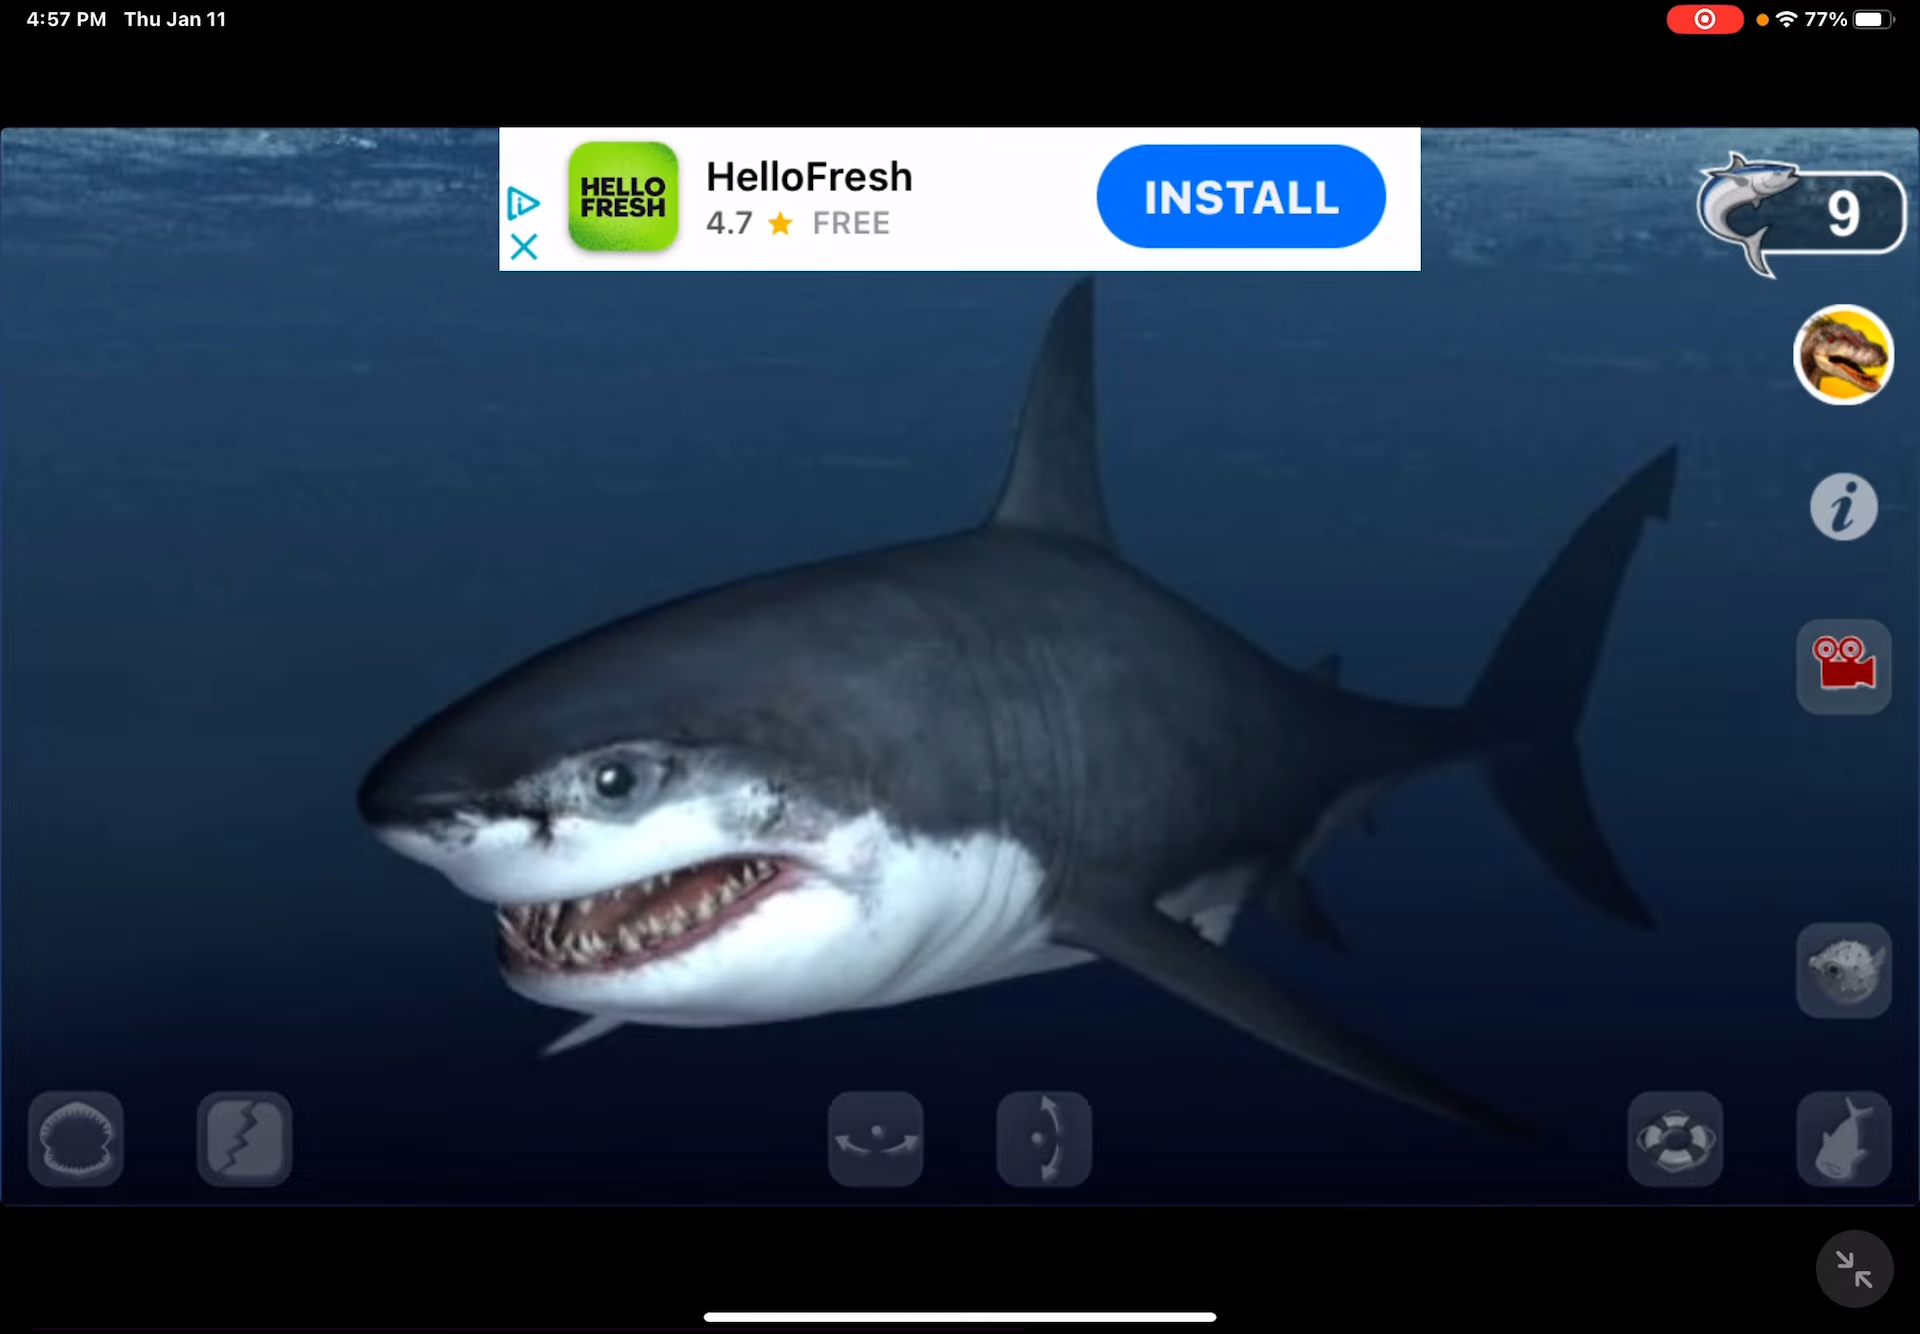 4:57 PM Thu Jan 11
77%
HELLO
FRESH
HelloFresh
4.7 ★ FREE
INSTALL
9
i